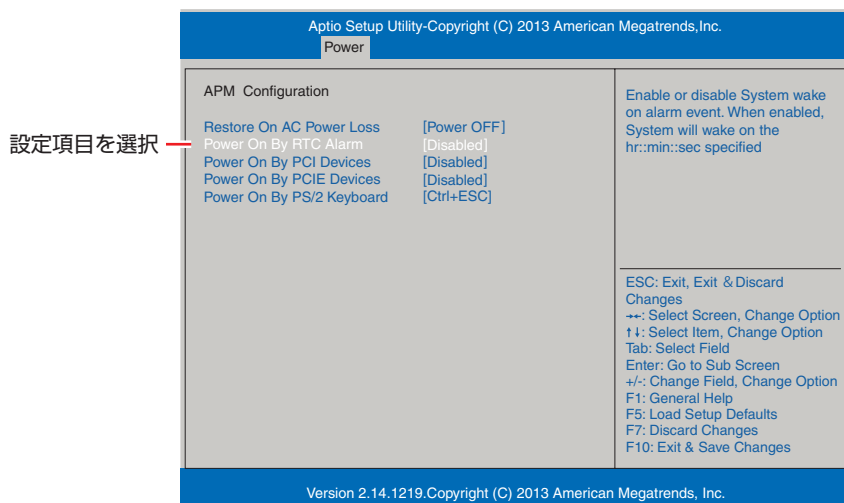 Aptio Setup Utility-Copyright (C) 2013 American Megatrends,Inc.
Power
設定項目を選択
APM Configuration
Restore On AC Power Loss [Power OFF]
Power On By RTC Alarm [Disabled]
Power On By PCI Devices [Disabled]
Power On By PCIE Devices [Disabled]
Power On By PS/2 Keyboard [Ctrl+ESC]
Enable or disable System wake
on alarm event. When enabled,
System will wake on the
hr::min::sec specified
ESC: Exit, Exit & Discard
Changes
→←: Select Screen, Change Option
↑↓: Select Item, Change Option
Tab: Select Field
Enter: Go to Sub Screen
+/-: Change Field, Change Option
F1: General Help
F5: Load Setup Defaults
F7: Discard Changes
F10: Exit & Save Changes
Version 2.14.1219.Copyright (C) 2013 American Megatrends, Inc.